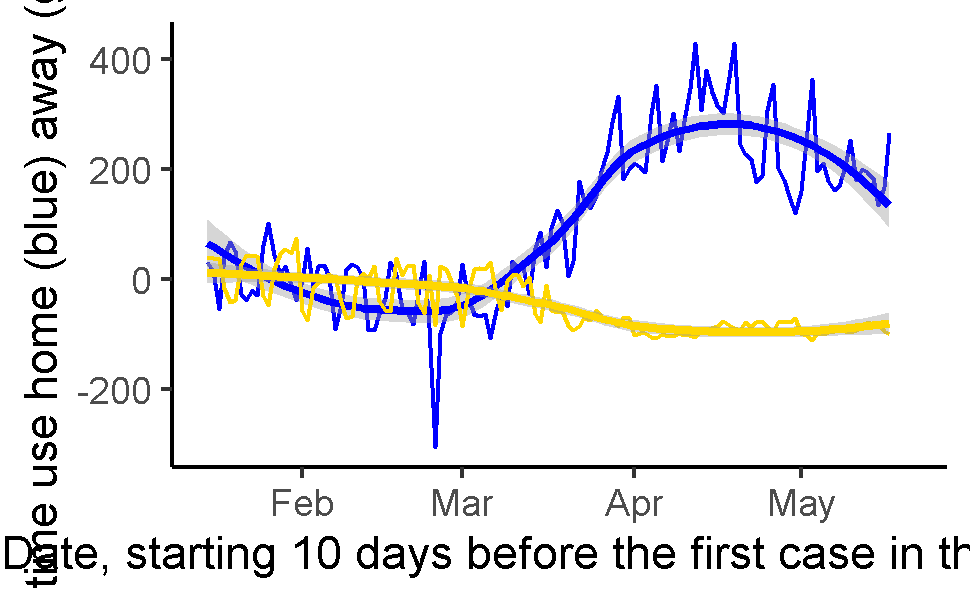 time use home (blue) away (
400
200
0
-200
Feb Mar Apr May
Date, starting 10 days before the first case in th